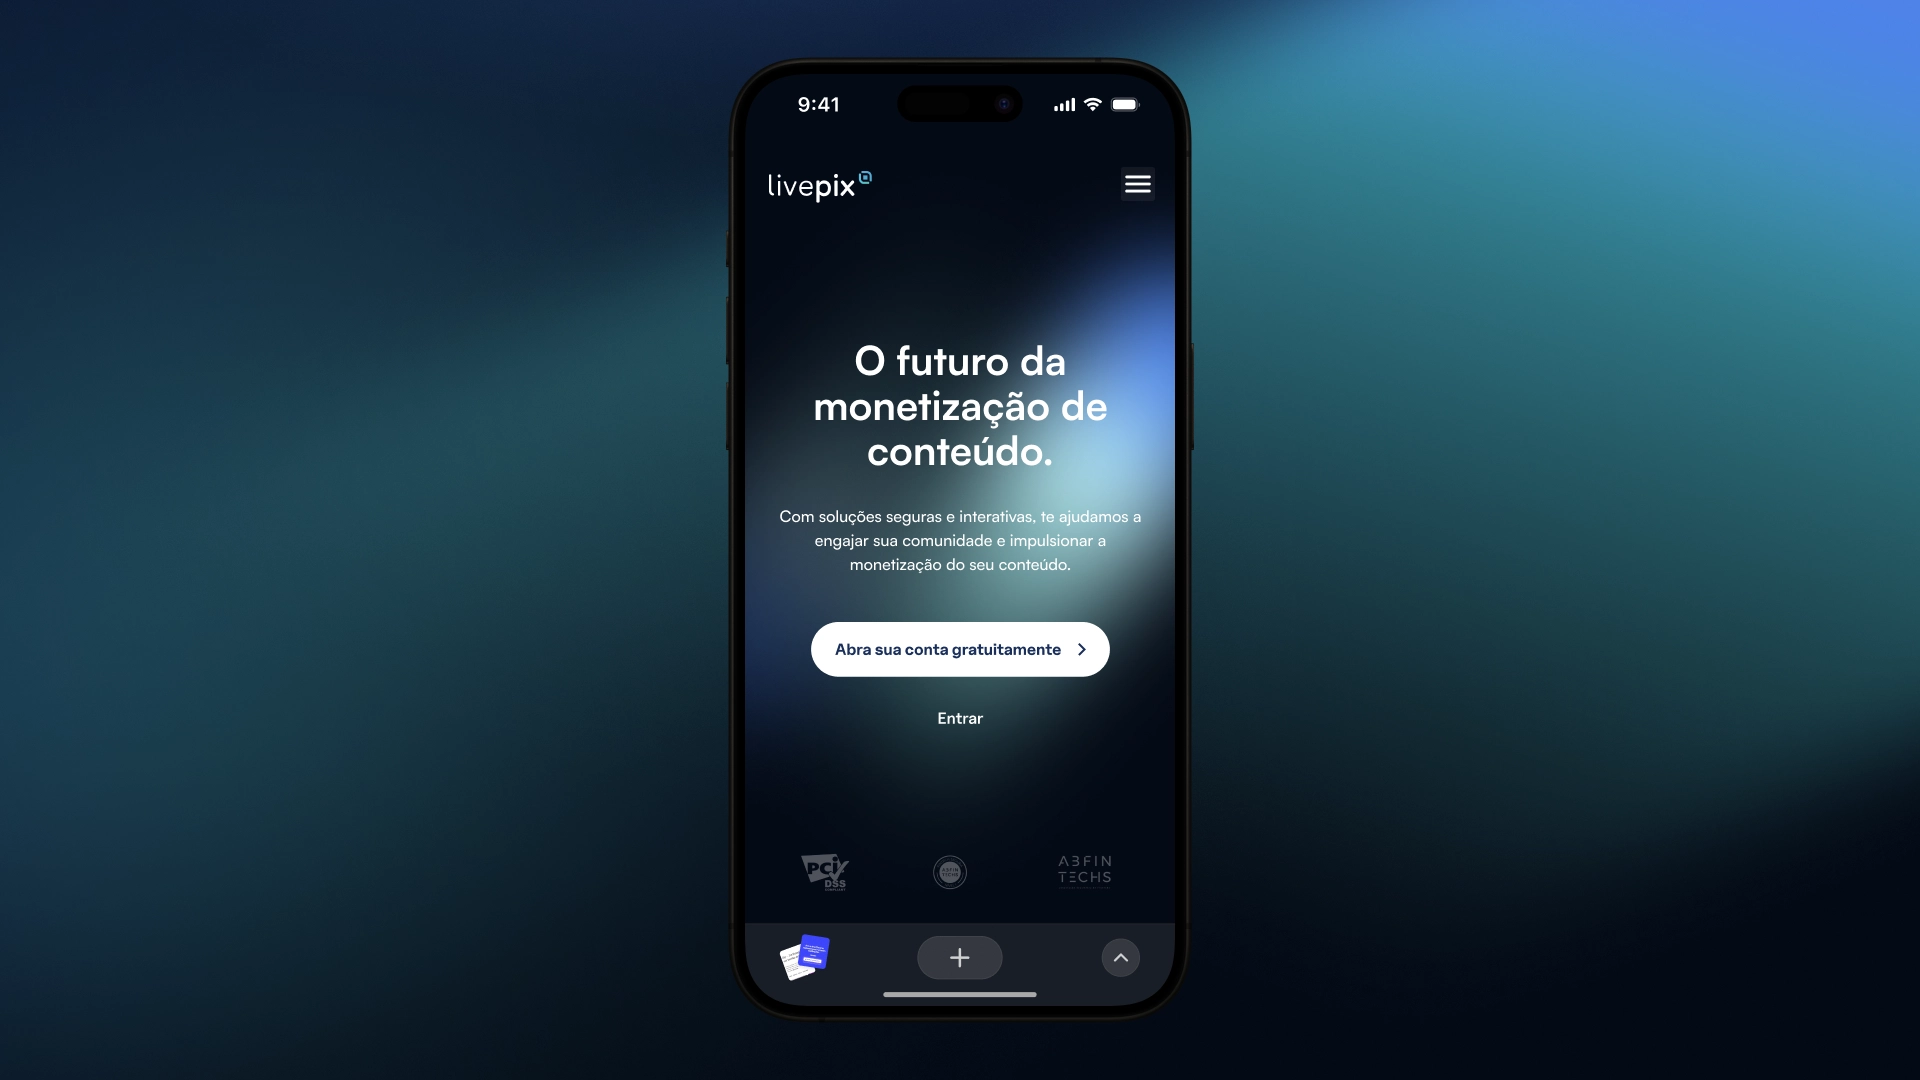 9:41
livepix
O futuro da
monetização de
conteúdo.
Com soluções seguras e interativas, te ajudamos a
engajar sua comunidade e impulsionar a
monetização do seu conteúdo.
Abra sua conta gratuitamente
Entrar
PCi
DSS
ABFIN
TECHS